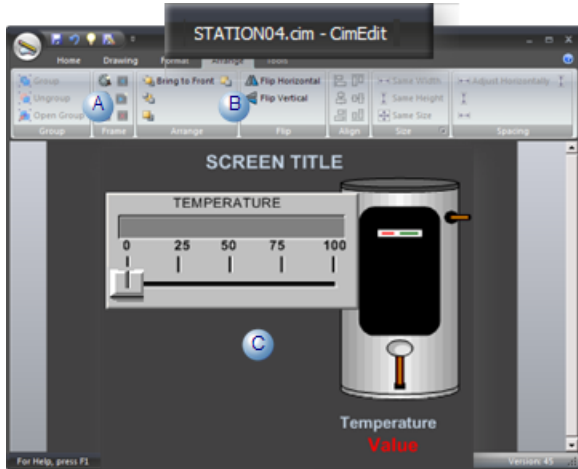 STATION04.cim - CimEdit
Home Drawing Format Arrange Tools
Group Bring to Front Flip Horizontal Same Width Adjust Horizontally
Ungroup A B Flip Vertical Same Height
Open Group Same Size
Group Frame Arrange Flip Align Size Spacing
SCREEN TITLE
TEMPERATURE
0 25 50 75 100
C
Temperature
Value
For Help, press F1 Version: 45